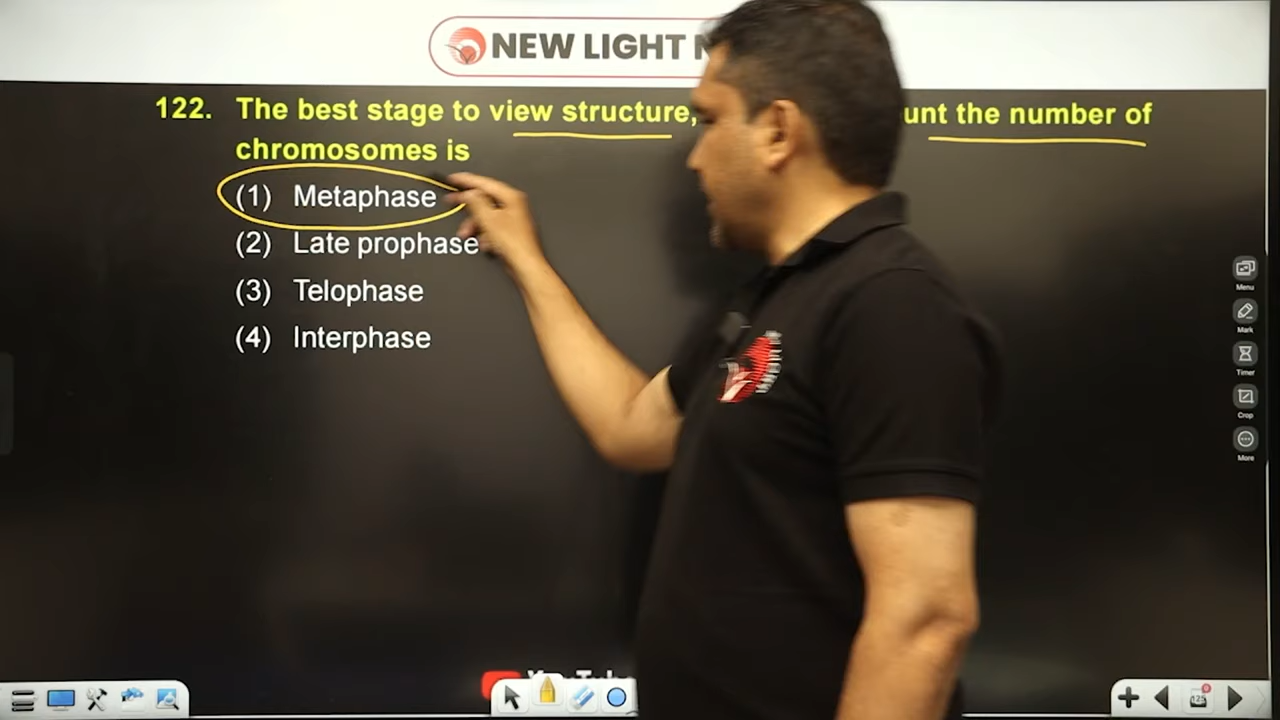 NEW LIGHT
122. The best stage to view structure, the number of
chromosomes is
(1) Metaphase
(2) Late prophase
(3) Telophase
(4) Interphase
Menu
Mark
Timer
Crop
More